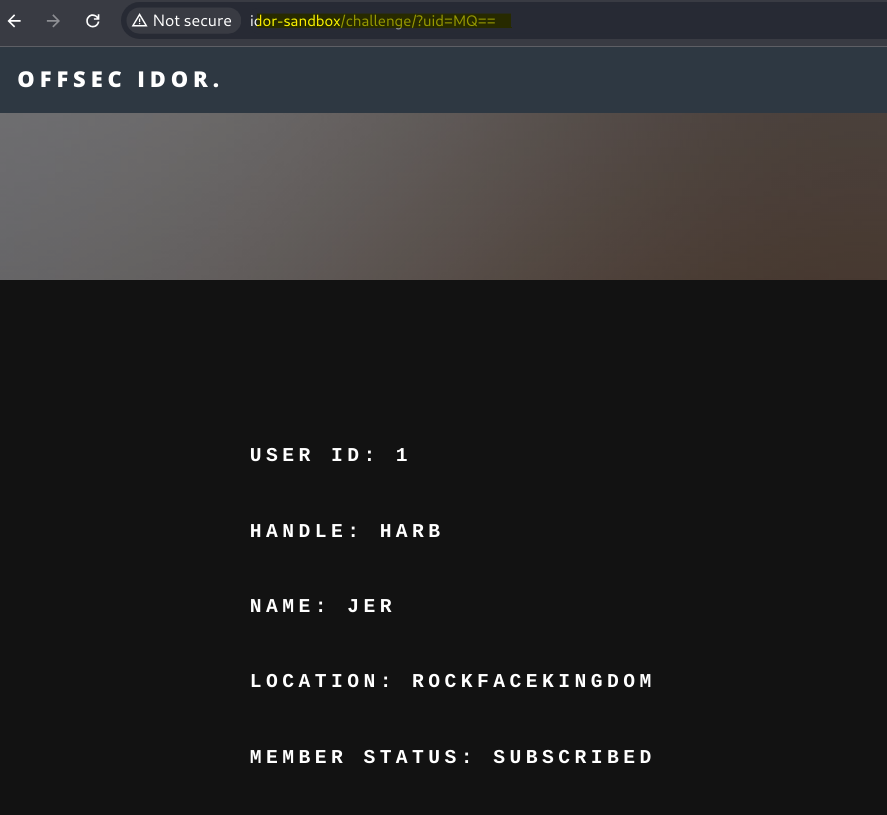 Not secure idor-sandbox/challenge/?uid=MQ==
OFFSEC IDOR.
USER ID: 1
HANDLE: HARB
NAME: JER
LOCATION: ROCKFACEKINGDOM
MEMBER STATUS: SUBSCRIBED